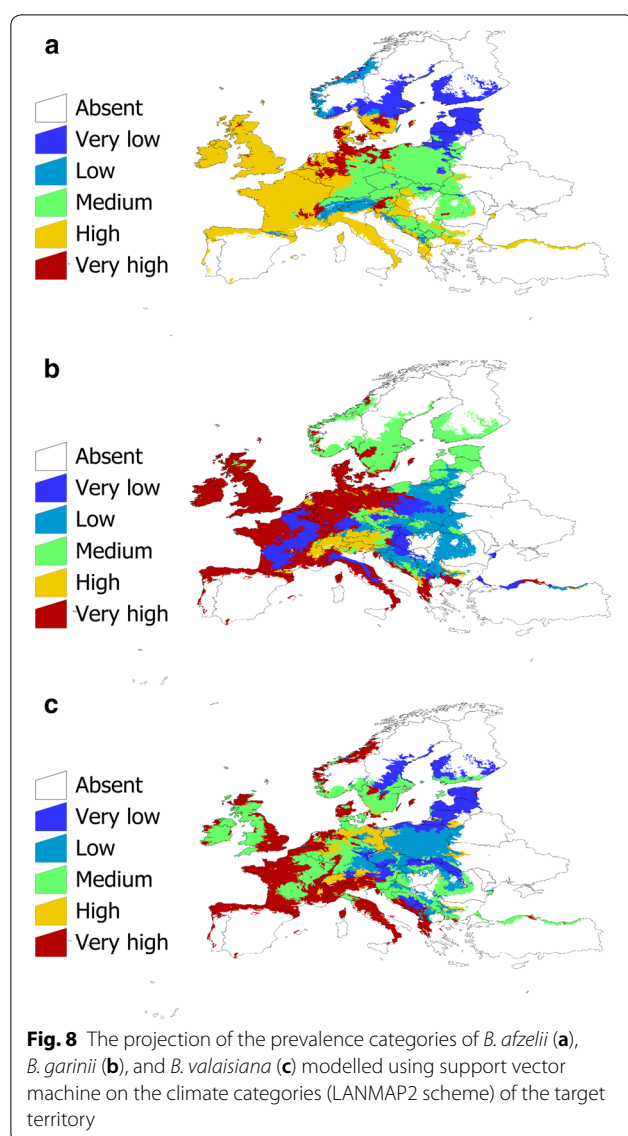 a
Absent
Very low
Low
Medium
High
Very high
b
Absent
Very low
Low
Medium
High
Very high
c
Absent
Very low
Low
Medium
High
Very high
Fig. 8 The projection of the prevalence categories of B. afzelii (a),
B. garinii (b), and B. valaisiana (c) modelled using support vector
machine on the climate categories (LANMAP2 scheme) of the target
territory